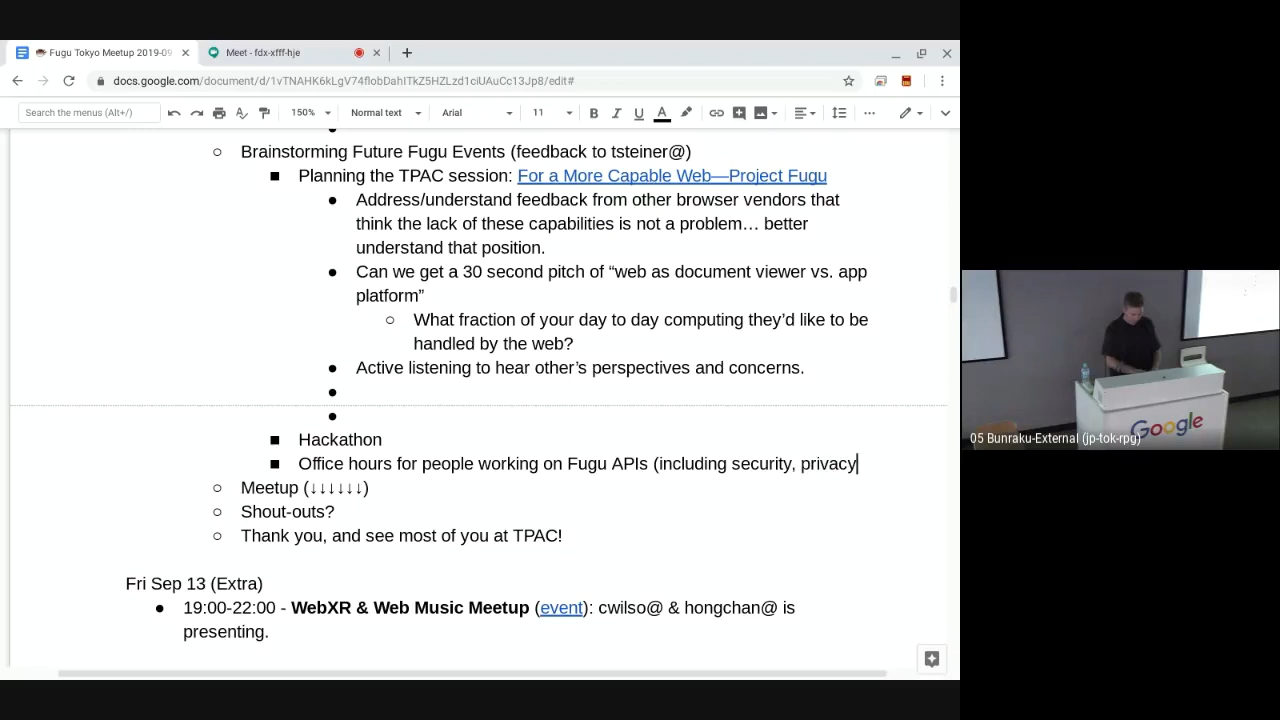 Fugu Tokyo Meetup 2019-09
Meet - fdx-xfff-hje
docs.google.com/document/d/1vTNAHK6kLgV74flobDahITkZ5HZLzd1ciUAuCc13Jp8/edit#
Search the menus (Alt+/)
150%
Normal text
Arial
11
B I U A
○ Brainstorming Future Fugu Events (feedback to tsteiner@)
■ Planning the TPAC session: For a More Capable Web—Project Fugu
● Address/understand feedback from other browser vendors that
think the lack of these capabilities is not a problem… better
understand that position.
● Can we get a 30 second pitch of “web as document viewer vs. app
platform”
○ What fraction of your day to day computing they’d like to be
handled by the web?
● Active listening to hear other’s perspectives and concerns.
■ Hackathon
■ Office hours for people working on Fugu APIs (including security, privacy
○ Meetup (↓↓↓↓↓↓)
○ Shout-outs?
○ Thank you, and see most of you at TPAC!
Fri Sep 13 (Extra)
● 19:00-22:00 - WebXR & Web Music Meetup (event): cwilso@ & hongchan@ is
presenting.
Google
05 Bunraku-External (jp-tok-rpg)